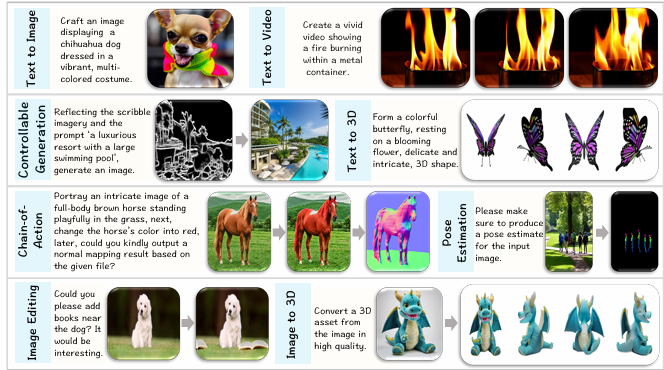 Text to Image
Craft an image
displaying a
chihuahua dog
dressed in a
vibrant, multi-
colored costume.
Text to Video
Create a vivid
video showing
a fire burning
within a metal
container.
Controllable
Generation
Reflecting the scribble
imagery and the
prompt 'a luxurious
resort with a large
swimming pool',
generate an image.
Text to 3D
Form a colorful
butterfly, resting
on a blooming
flower, delicate and
intricate, 3D shape.
Chain-of-
Action
Portray an intricate image of a
full-body brown horse standing
playfully in the grass, next,
change the horse's color into red,
later, could you kindly output a
normal mapping result based on
the given file?
Pose
Estimation
Please make
sure to produce
a pose estimate
for the input
image.
Image Editing
Could you
please add
books near
the dog? It
would be
interesting.
Image to 3D
Convert a 3D
asset from
the image in
high quality.